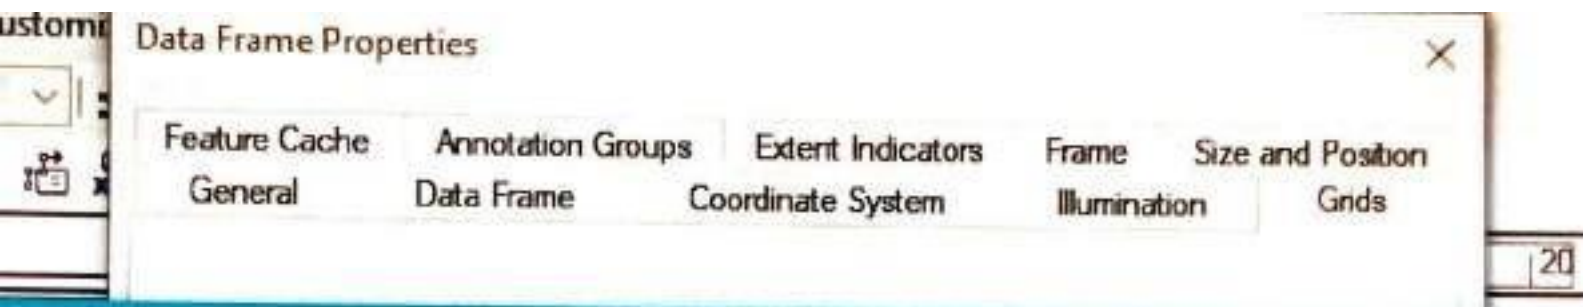 Data Frame Properties
Feature Cache Annotation Groups Extent Indicators Frame Size and Position
General Data Frame Coordinate System Illumination Grids
20